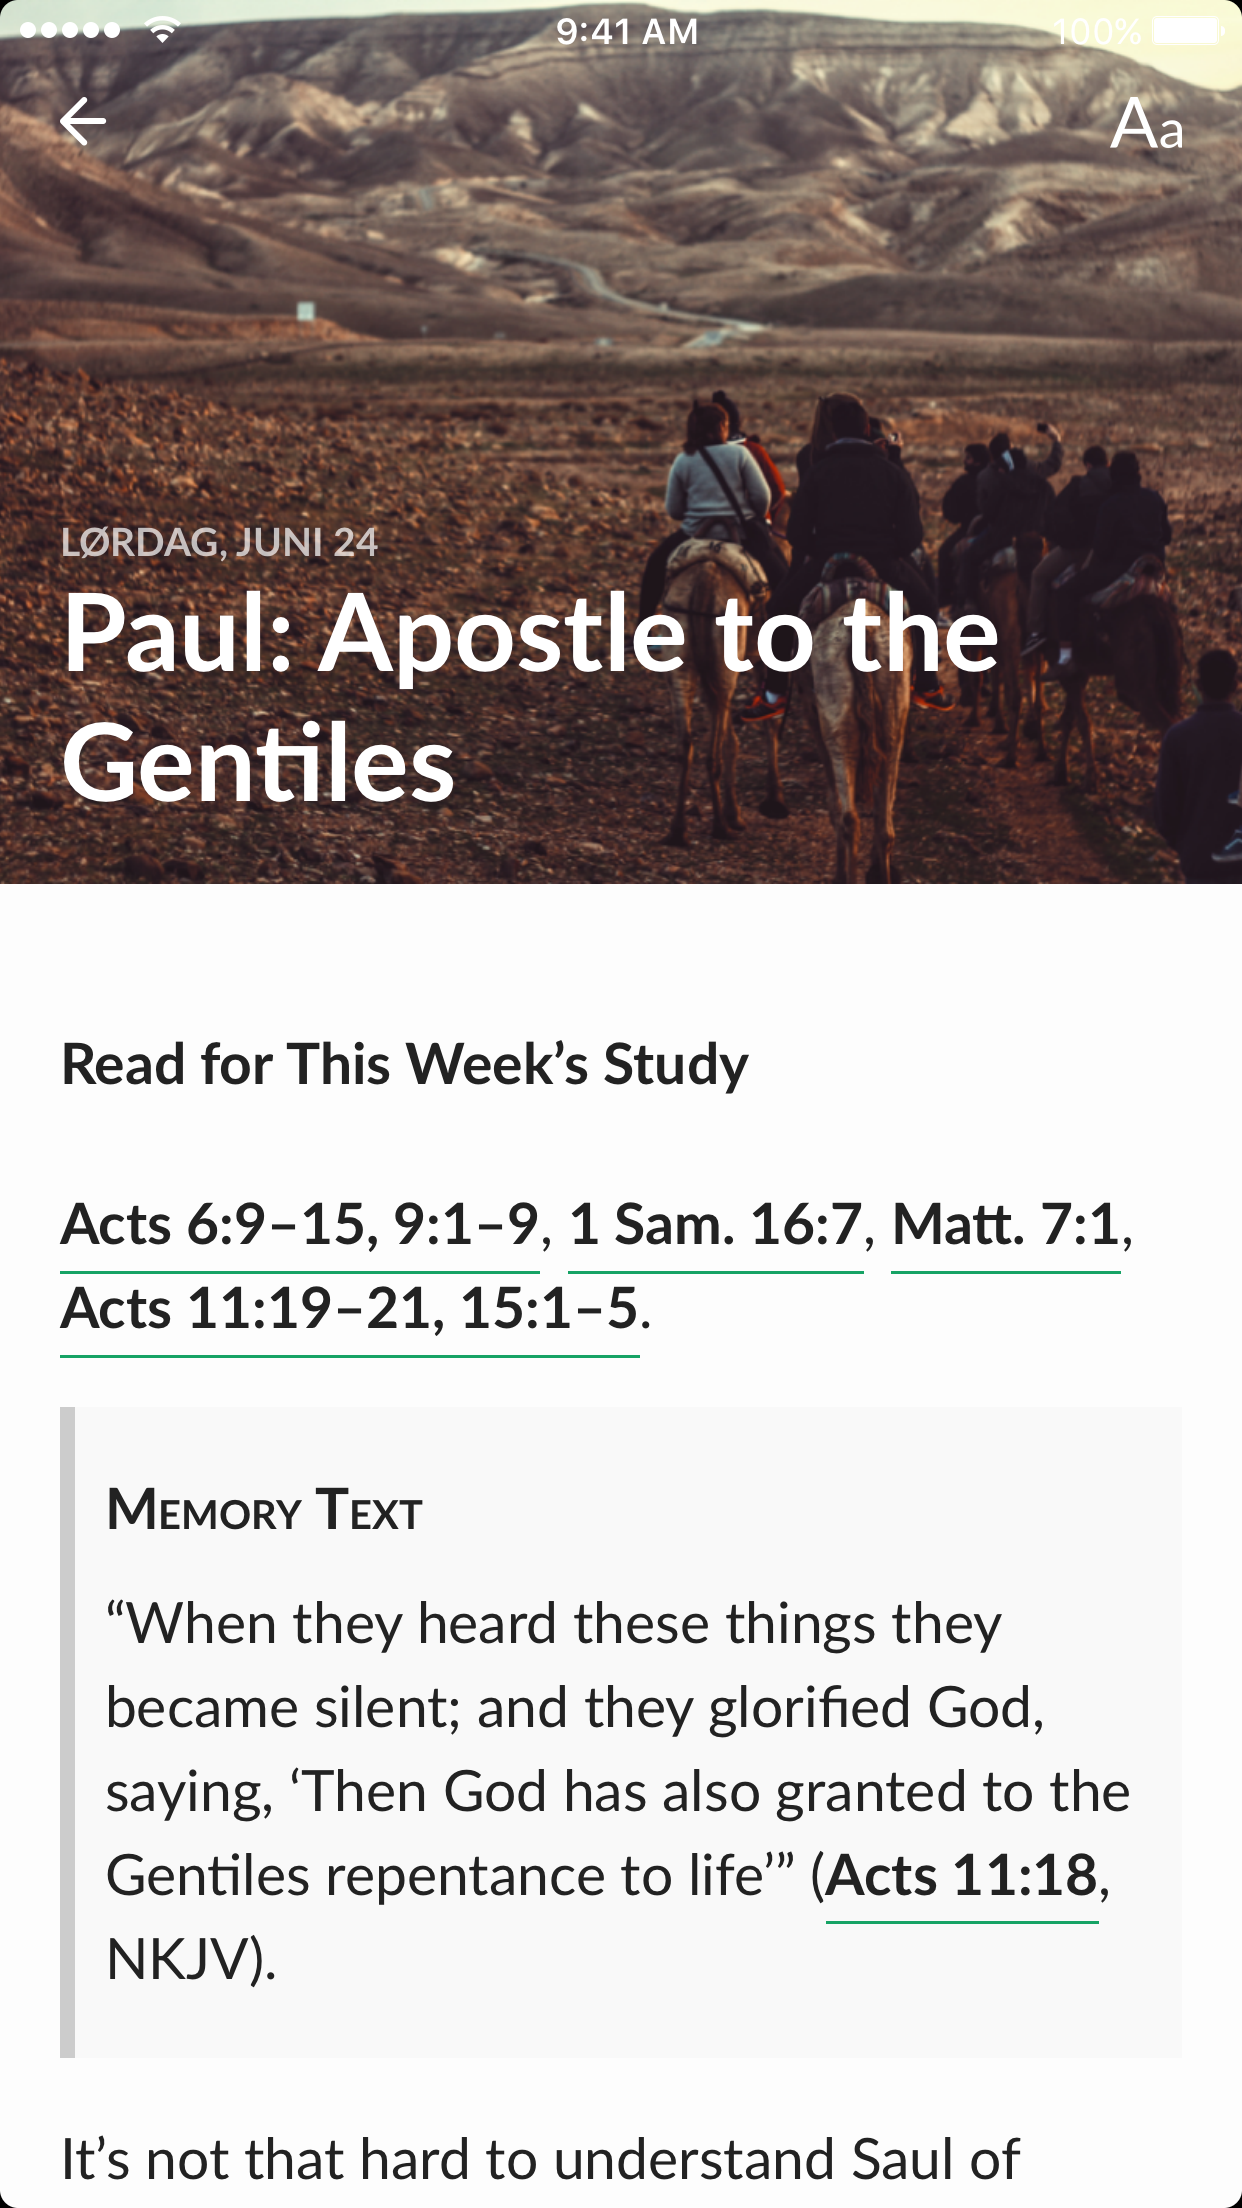 9:41 AM
100%
Aa
LØRDAG, JUNI 24
Paul: Apostle to the
Gentiles
Read for This Week’s Study
Acts 6:9–15, 9:1–9, 1 Sam. 16:7, Matt. 7:1,
Acts 11:19–21, 15:1–5.
Memory Text
“When they heard these things they
became silent; and they glorified God,
saying, ‘Then God has also granted to the
Gentiles repentance to life’” (Acts 11:18,
NKJV).
It’s not that hard to understand Saul of